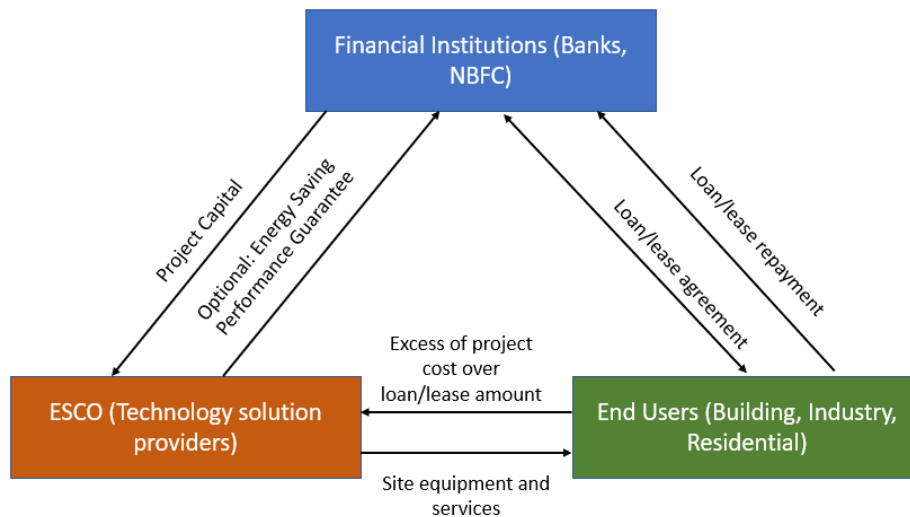 Financial Institutions (Banks,
NBFC)
Project Capital
Optional: Energy Saving
Performance Guarantee
Loan/lease agreement
Loan/lease repayment
Excess of project
cost over
loan/lease amount
ESCO (Technology solution
providers)
End Users (Building, Industry,
Residential)
Site equipment and
services